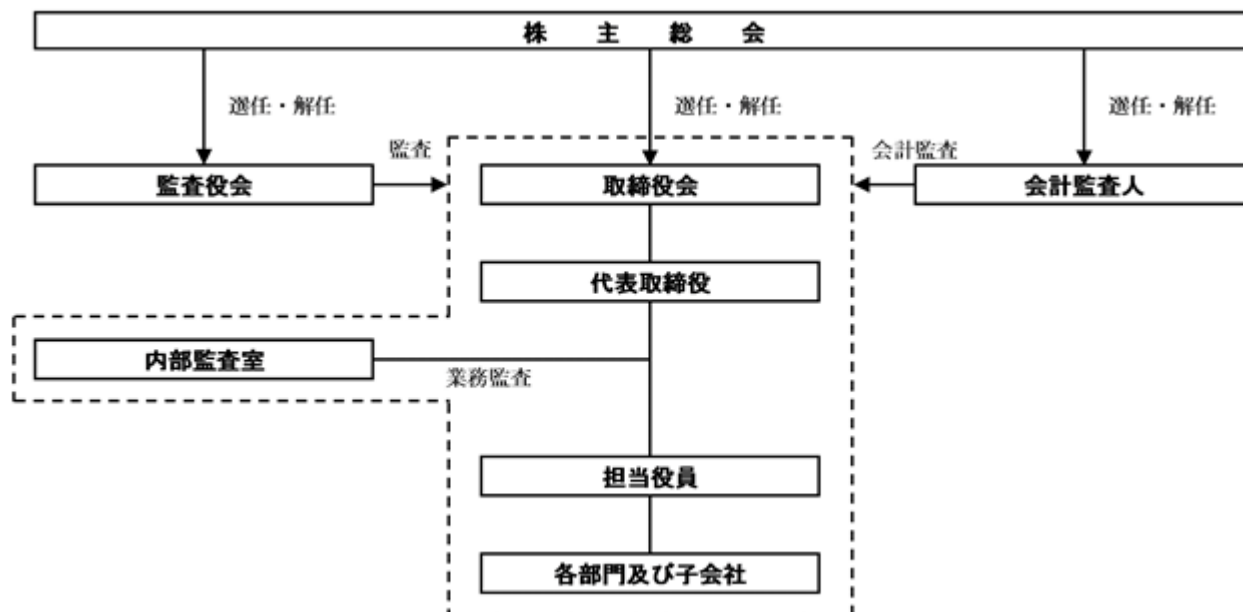 株主総会
選任・解任
選任・解任
選任・解任
監査
会計監査
監査役会
取締役会
会計監査人
代表取締役
内部監査室
業務監査
担当役員
各部門及び子会社